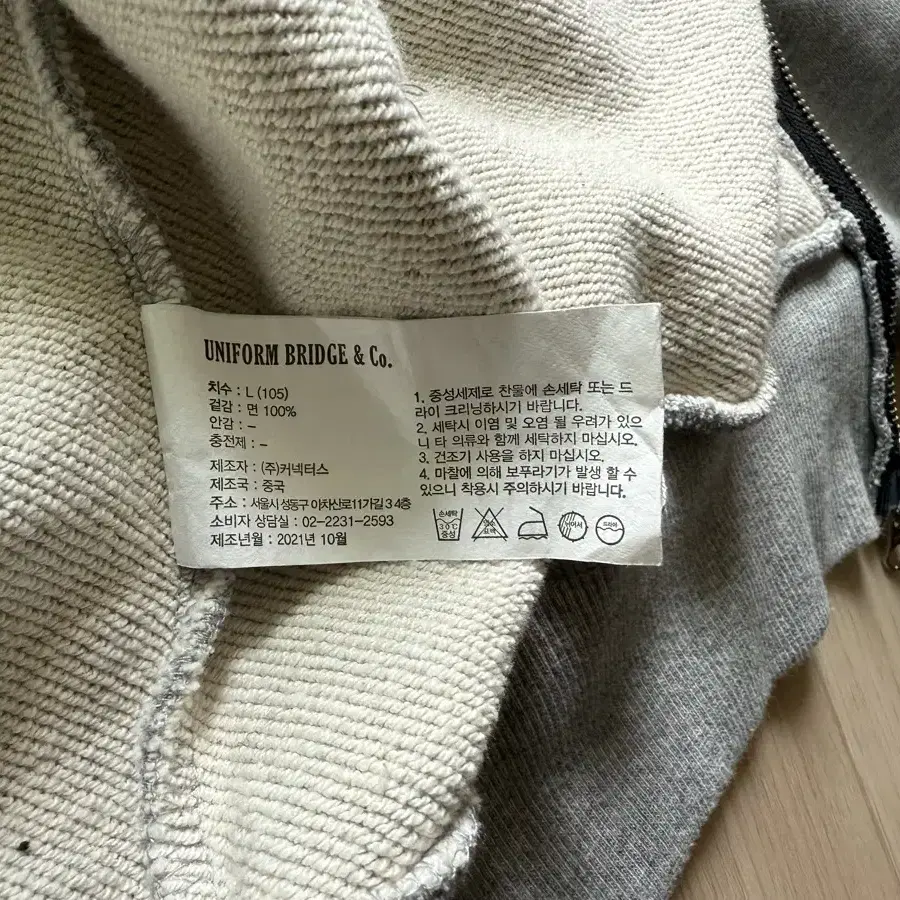 UNIFORM BRIDGE & Co.
치수 : L (105)
겉감 : 면 100%
안감 : –
충전제 : –
제조자 : (주)커넥터스
제조국 : 중국
주소 : 서울시 성동구 아차산로11가길 3 4층
소비자 상담실 : 02-2231-2593
제조년월 : 2021년 10월
1. 중성세제로 찬물에 손세탁 또는 드
라이 크리닝하시기 바랍니다.
2. 세탁시 이염 및 오염 될 우려가 있으
니 타 의류와 함께 세탁하지 마십시오.
3. 건조기 사용을 하지 마십시오.
4. 마찰에 의해 보푸라기가 발생 할 수
있으니 착용시 주의하시기 바랍니다.
손세탁
30℃
중성
염소
표백
드라이